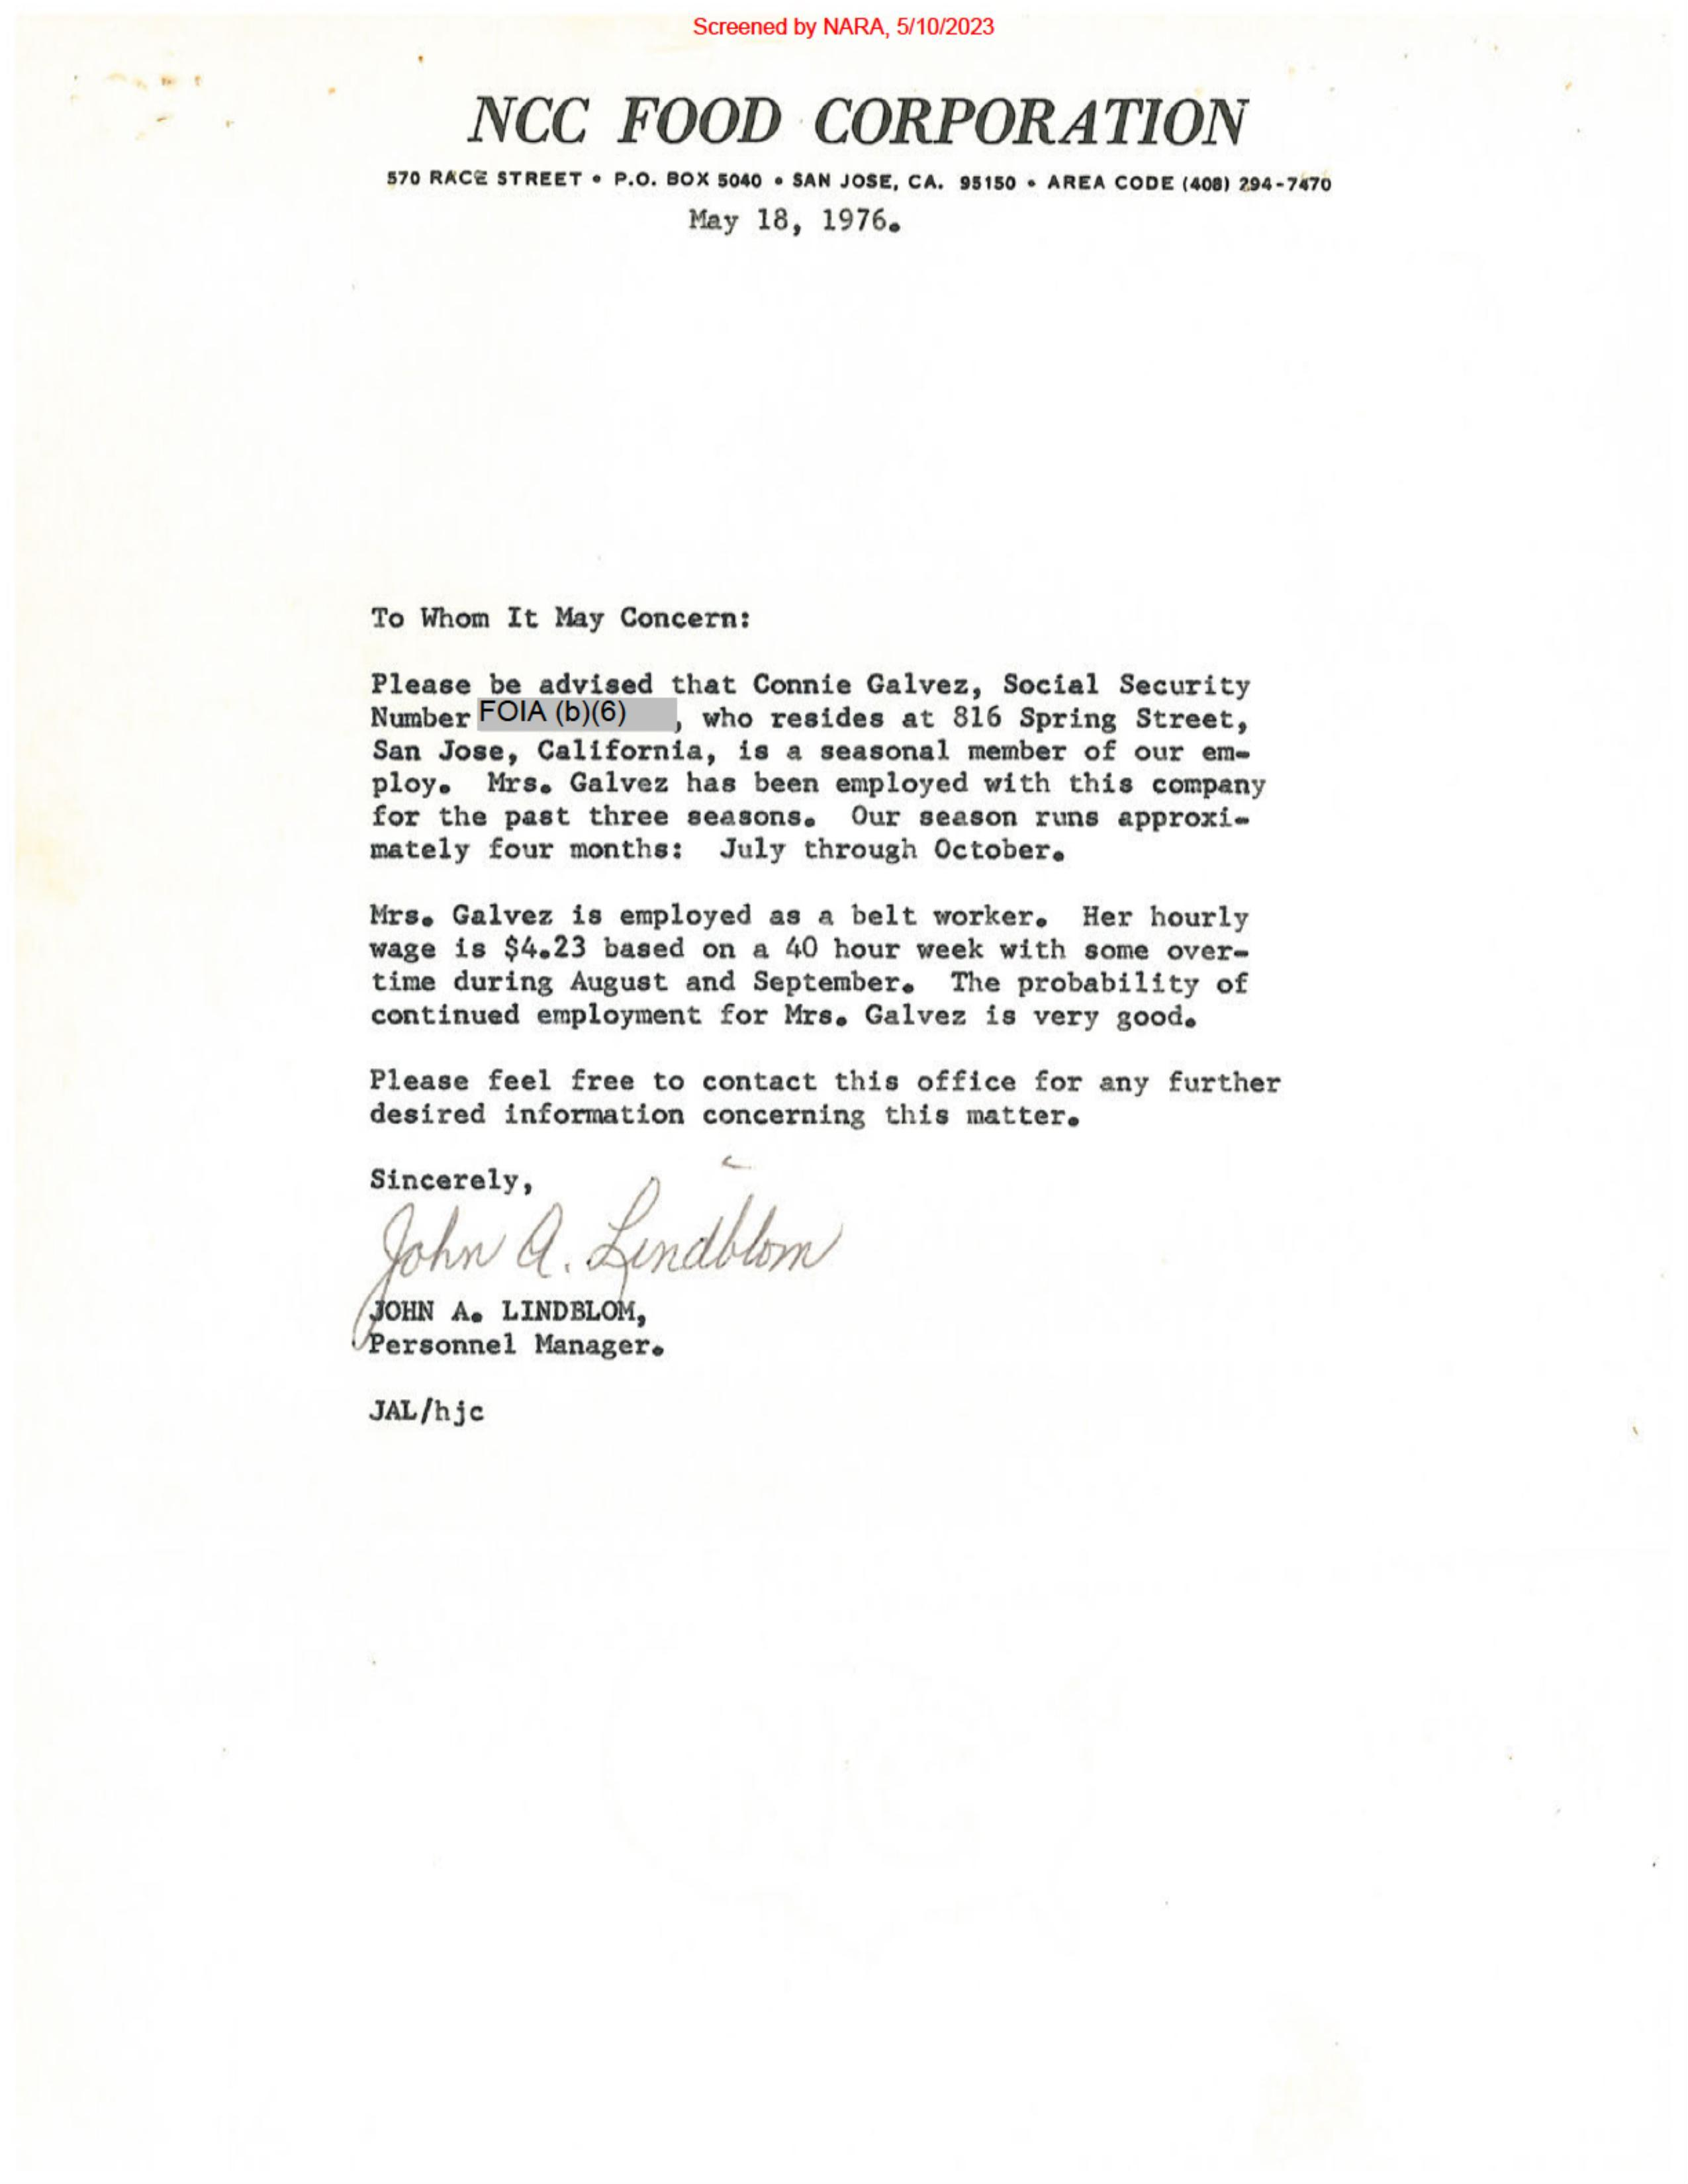 Screened by NARA, 5/10/2023
NCC FOOD CORPORATION
570 RACE STREET • P.O. BOX 5040 • SAN JOSE, CA. 95150 • AREA CODE (408) 294-7470
May 18, 1976.
To Whom It May Concern:
Please be advised that Connie Galvez, Social Security
Number FOIA (b)(6) , who resides at 816 Spring Street,
San Jose, California, is a seasonal member of our em-
ploy. Mrs. Galvez has been employed with this company
for the past three seasons. Our season runs approxi-
mately four months: July through October.
Mrs. Galvez is employed as a belt worker. Her hourly
wage is $4.23 based on a 40 hour week with some over-
time during August and September. The probability of
continued employment for Mrs. Galvez is very good.
Please feel free to contact this office for any further
desired information concerning this matter.
Sincerely,
John A. Lindblom
JOHN A. LINDBLOM,
Personnel Manager.
JAL/hjc